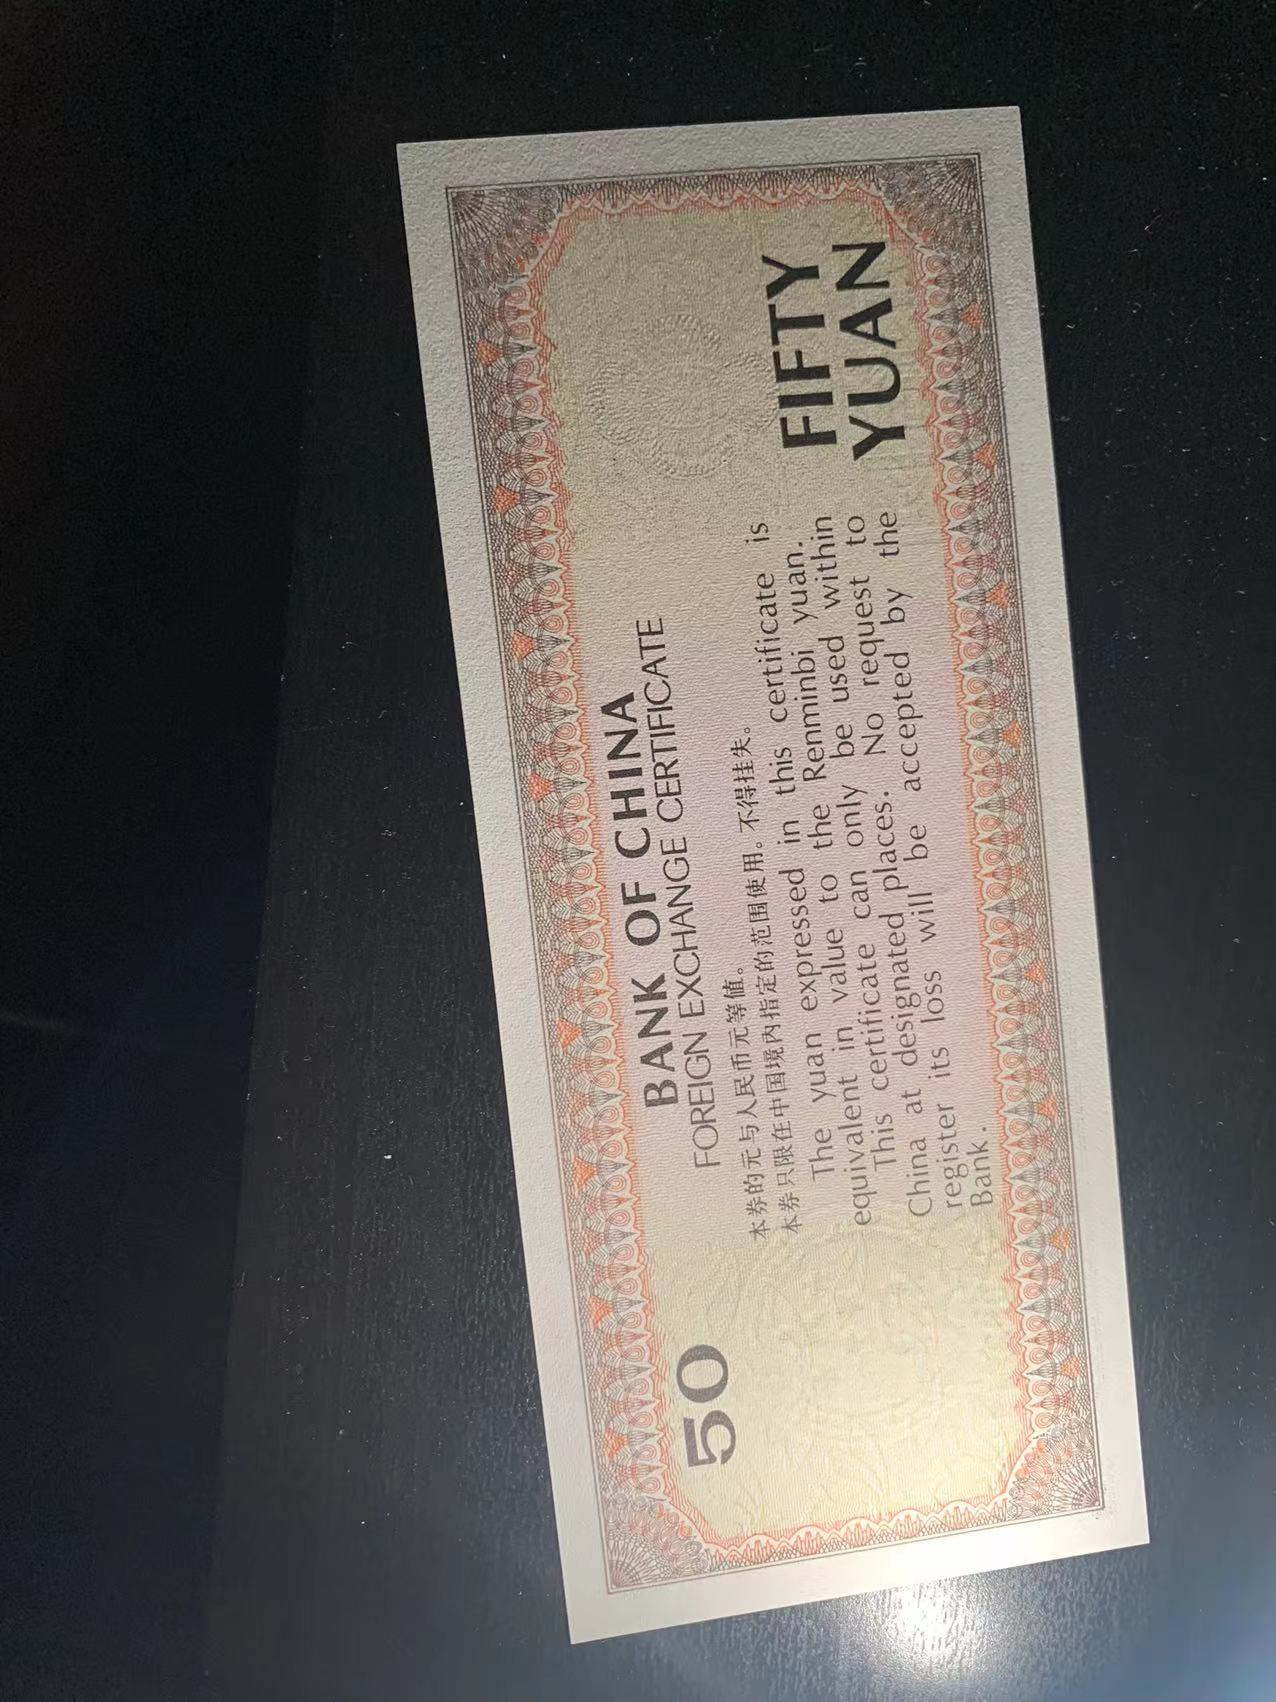 BANK OF CHINA
FOREIGN EXCHANGE CERTIFICATE
50
本券的元与人民币元等值。
本券只限在中国境内指定的范围使用。不得挂失。
The yuan expressed in this certificate is
equivalent in value to the Renminbi yuan.
This certificate can only be used within
China at designated places. No request to
register its loss will be accepted by the
Bank.
FIFTY
YUAN